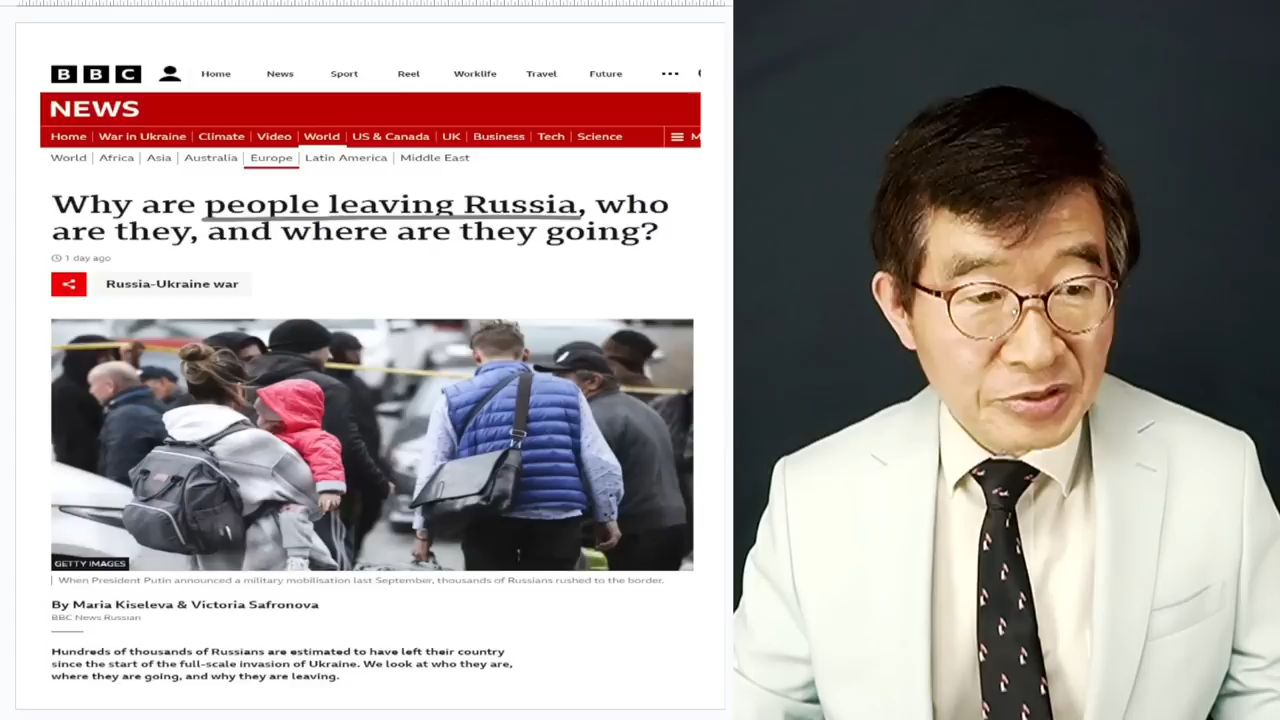 BBC Home News Sport Reel Worklife Travel Future
NEWS
Home War in Ukraine Climate Video World US & Canada UK Business Tech Science M
World Africa Asia Australia Europe Latin America Middle East
Why are people leaving Russia, who
are they, and where are they going?
1 day ago
Russia-Ukraine war
GETTY IMAGES
When President Putin announced a military mobilisation last September, thousands of Russians rushed to the border.
By Maria Kiseleva & Victoria Safronova
BBC News Russian
Hundreds of thousands of Russians are estimated to have left their country
since the start of the full-scale invasion of Ukraine. We look at who they are,
where they are going, and why they are leaving.